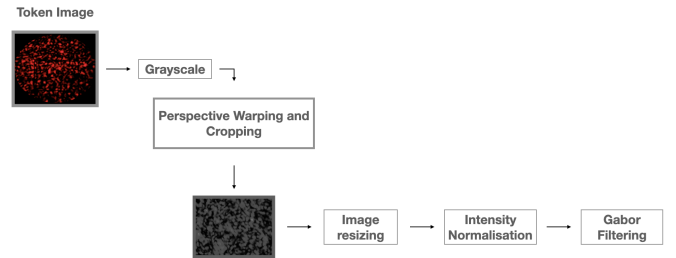 Token Image
Grayscale
Perspective Warping and
Cropping
Image
resizing
Intensity
Normalisation
Gabor
Filtering